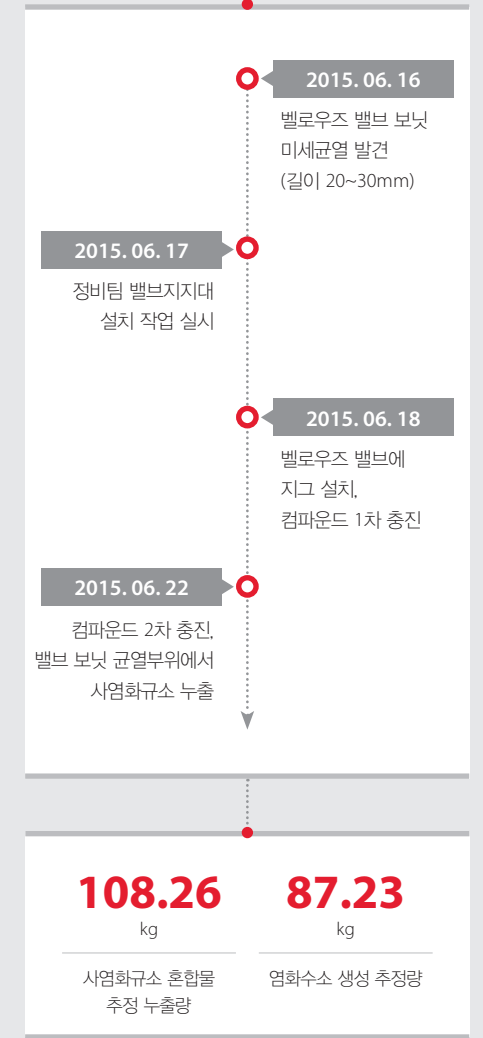 2015. 06. 16
벨로우즈 밸브 보닛
미세균열 발견
(길이 20~30mm)
2015. 06. 17
정비팀 밸브지지대
설치 작업 실시
2015. 06. 18
벨로우즈 밸브에
지그 설치,
컴파운드 1차 충진
2015. 06. 22
컴파운드 2차 충진,
밸브 보닛 균열부위에서
사염화규소 누출
108.26
kg
사염화규소 혼합물
추정 누출량
87.23
kg
염화수소 생성 추정량